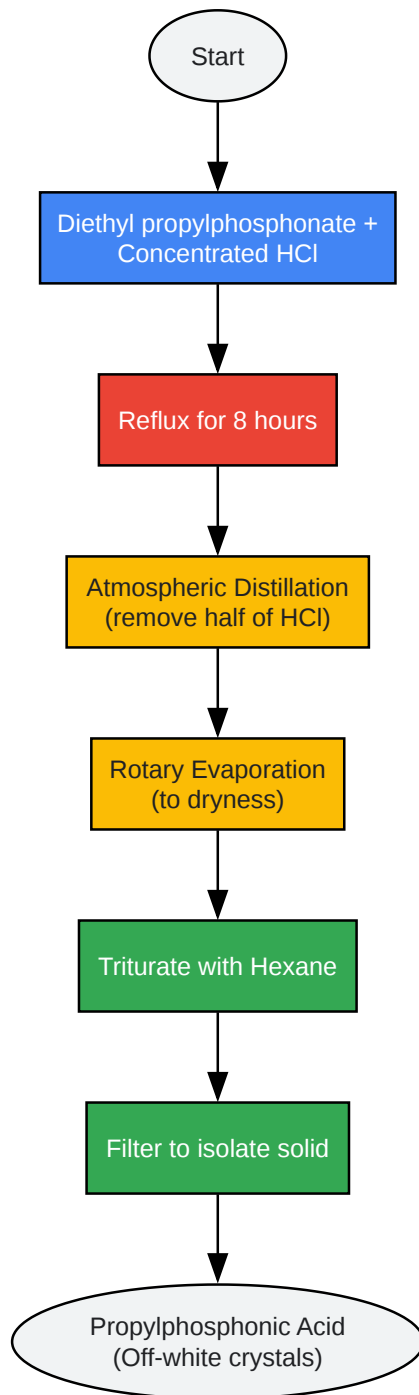 Start
Diethyl propylphosphonate +
Concentrated HCl
Reflux for 8 hours
Atmospheric Distillation
(remove half of HCl)
Rotary Evaporation
(to dryness)
Triturate with Hexane
Filter to isolate solid
Propylphosphonic Acid
(Off-white crystals)